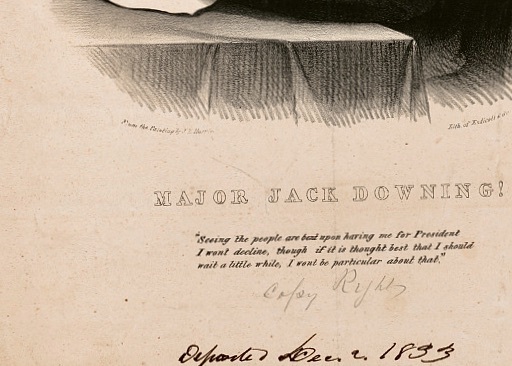 From the Painting by
Lith. of Endicott &
MAJOR JACK DOWNING!
"Seeing the people are bent upon having me for President
I wont decline, though if it is thought best that I should
wait a little while, I wont be particular about that."
Copy Right
Deposited Dec. 2. 1833